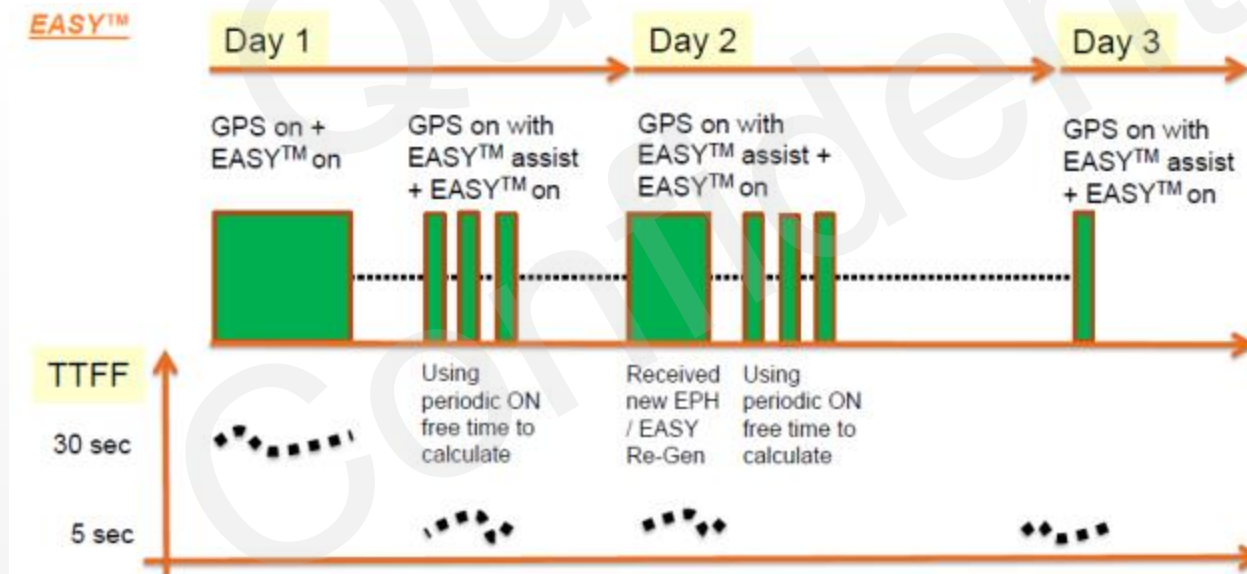 EASY™
Day 1
Day 2
Day 3
GPS on +
EASY™ on
GPS on with
EASY™ assist
+ EASY™ on
GPS on with
EASY™ assist +
EASY™ on
GPS on with
EASY™ assist
+ EASY™ on
TTFF
30 sec
5 sec
Using
periodic ON
free time to
calculate
Received
new EPH
/ EASY
Re-Gen
Using
periodic ON
free time to
calculate